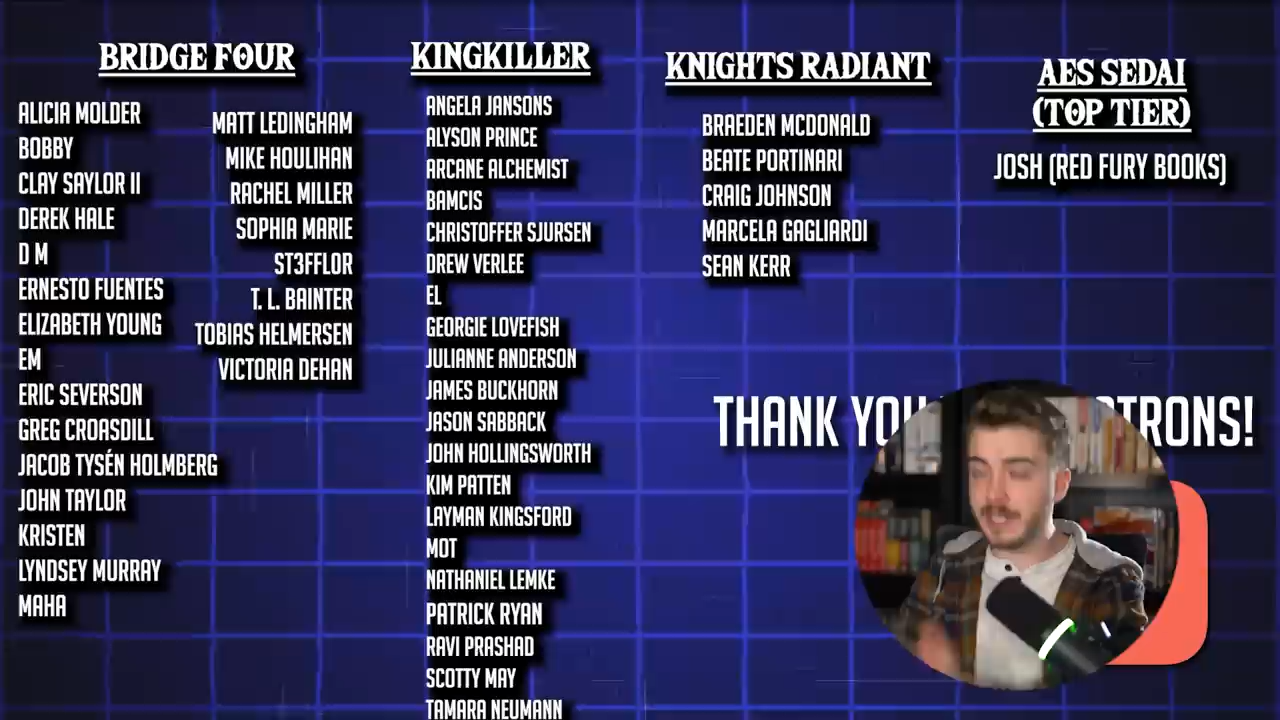 BRIDGE FOUR
ALICIA MOLDER
BOBBY
CLAY SAYLOR II
DEREK HALE
D M
ERNESTO FUENTES
ELIZABETH YOUNG
EM
ERIC SEVERSON
GREG CROASDILL
JACOB TYSÉN HOLMBERG
JOHN TAYLOR
KRISTEN
LYNDSEY MURRAY
MAHA
MATT LEDINGHAM
MIKE HOULIHAN
RACHEL MILLER
SOPHIA MARIE
ST3FFLOR
T. L. BAINTER
TOBIAS HELMERSEN
VICTORIA DEHAN
KINGKILLER
ANGELA JANSONS
ALYSON PRINCE
ARCANE ALCHEMIST
BAMCIS
CHRISTOFFER SJURSEN
DREW VERLEE
EL
GEORGIE LOVEFISH
JULIANNE ANDERSON
JAMES BUCKHORN
JASON SABBACK
JOHN HOLLINGSWORTH
KIM PATTEN
LAYMAN KINGSFORD
MOT
NATHANIEL LEMKE
PATRICK RYAN
RAVI PRASHAD
SCOTTY MAY
TAMARA NEUMANN
KNIGHTS RADIANT
BRAEDEN MCDONALD
BEATE PORTINARI
CRAIG JOHNSON
MARCELA GAGLIARDI
SEAN KERR
AES SEDAI
(TOP TIER)
JOSH (RED FURY BOOKS)
THANK YOU